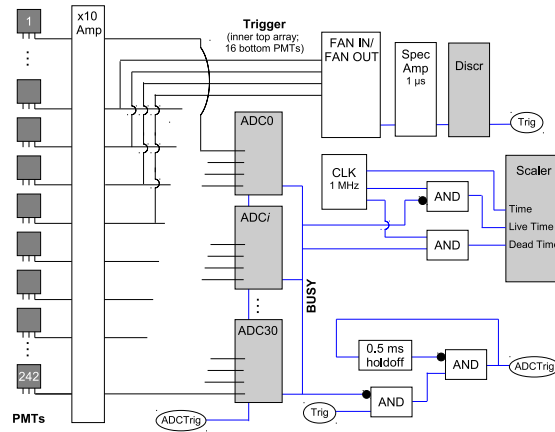 1
x10
Amp
Trigger
(inner top array;
16 bottom PMTs)
FAN IN/
FAN OUT
Spec
Amp
1 µs
Discr
Trig
ADC0
CLK
1 MHz
AND
Scaler
Time
Live Time
Dead Time
ADCi
AND
BUSY
ADC30
0.5 ms
holdoff
AND
ADCTrig
242
PMTs
ADCTrig
Trig
AND